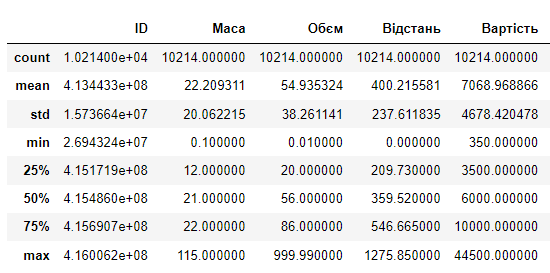 ID Маса Обєм Відстань Вартість
count 1.021400e+04 10214.000000 10214.000000 10214.000000 10214.000000
mean 4.134433e+08 22.209311 54.935324 400.215581 7068.968866
std 1.573664e+07 20.062215 38.261141 237.611835 4678.420478
min 2.694324e+07 0.100000 0.010000 0.000000 350.000000
25% 4.151719e+08 12.000000 20.000000 209.730000 3500.000000
50% 4.154860e+08 21.000000 56.000000 359.520000 6000.000000
75% 4.156907e+08 22.000000 86.000000 546.665000 10000.000000
max 4.160062e+08 115.000000 999.990000 1275.850000 44500.000000